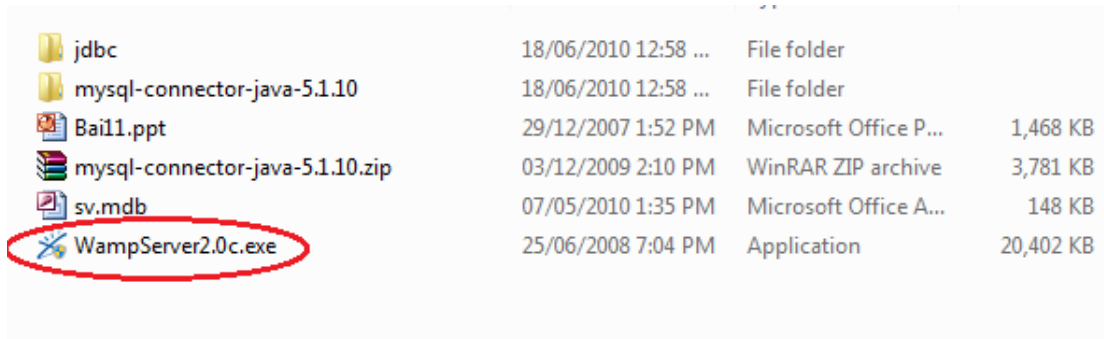 jdbc 18/06/2010 12:58 ... File folder
mysql-connector-java-5.1.10 18/06/2010 12:58 ... File folder
Bai11.ppt 29/12/2007 1:52 PM Microsoft Office P... 1,468 KB
mysql-connector-java-5.1.10.zip 03/12/2009 2:10 PM WinRAR ZIP archive 3,781 KB
sv.mdb 07/05/2010 1:35 PM Microsoft Office A... 148 KB
WampServer2.0c.exe 25/06/2008 7:04 PM Application 20,402 KB